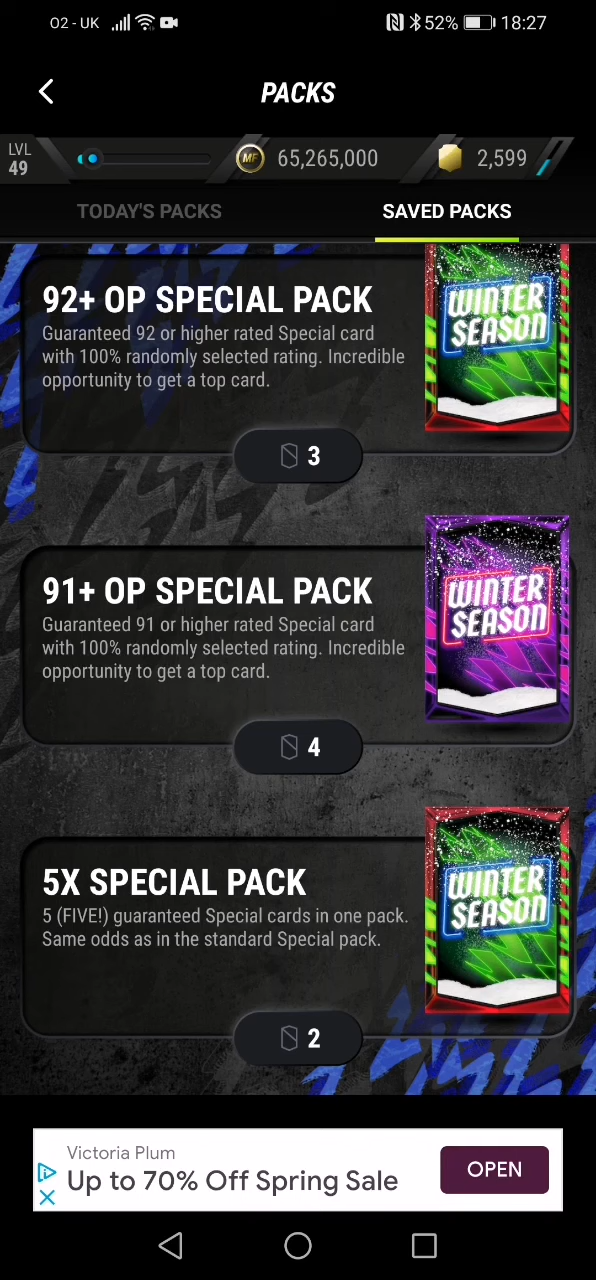 O2 - UK 52% 18:27
PACKS
LVL
49
MF 65,265,000 2,599
TODAY'S PACKS SAVED PACKS
92+ OP SPECIAL PACK
Guaranteed 92 or higher rated Special card
with 100% randomly selected rating. Incredible
opportunity to get a top card.
WINTER
SEASON
3
91+ OP SPECIAL PACK
Guaranteed 91 or higher rated Special card
with 100% randomly selected rating. Incredible
opportunity to get a top card.
WINTER
SEASON
4
5X SPECIAL PACK
5 (FIVE!) guaranteed Special cards in one pack.
Same odds as in the standard Special pack.
WINTER
SEASON
2
Victoria Plum
Up to 70% Off Spring Sale
OPEN